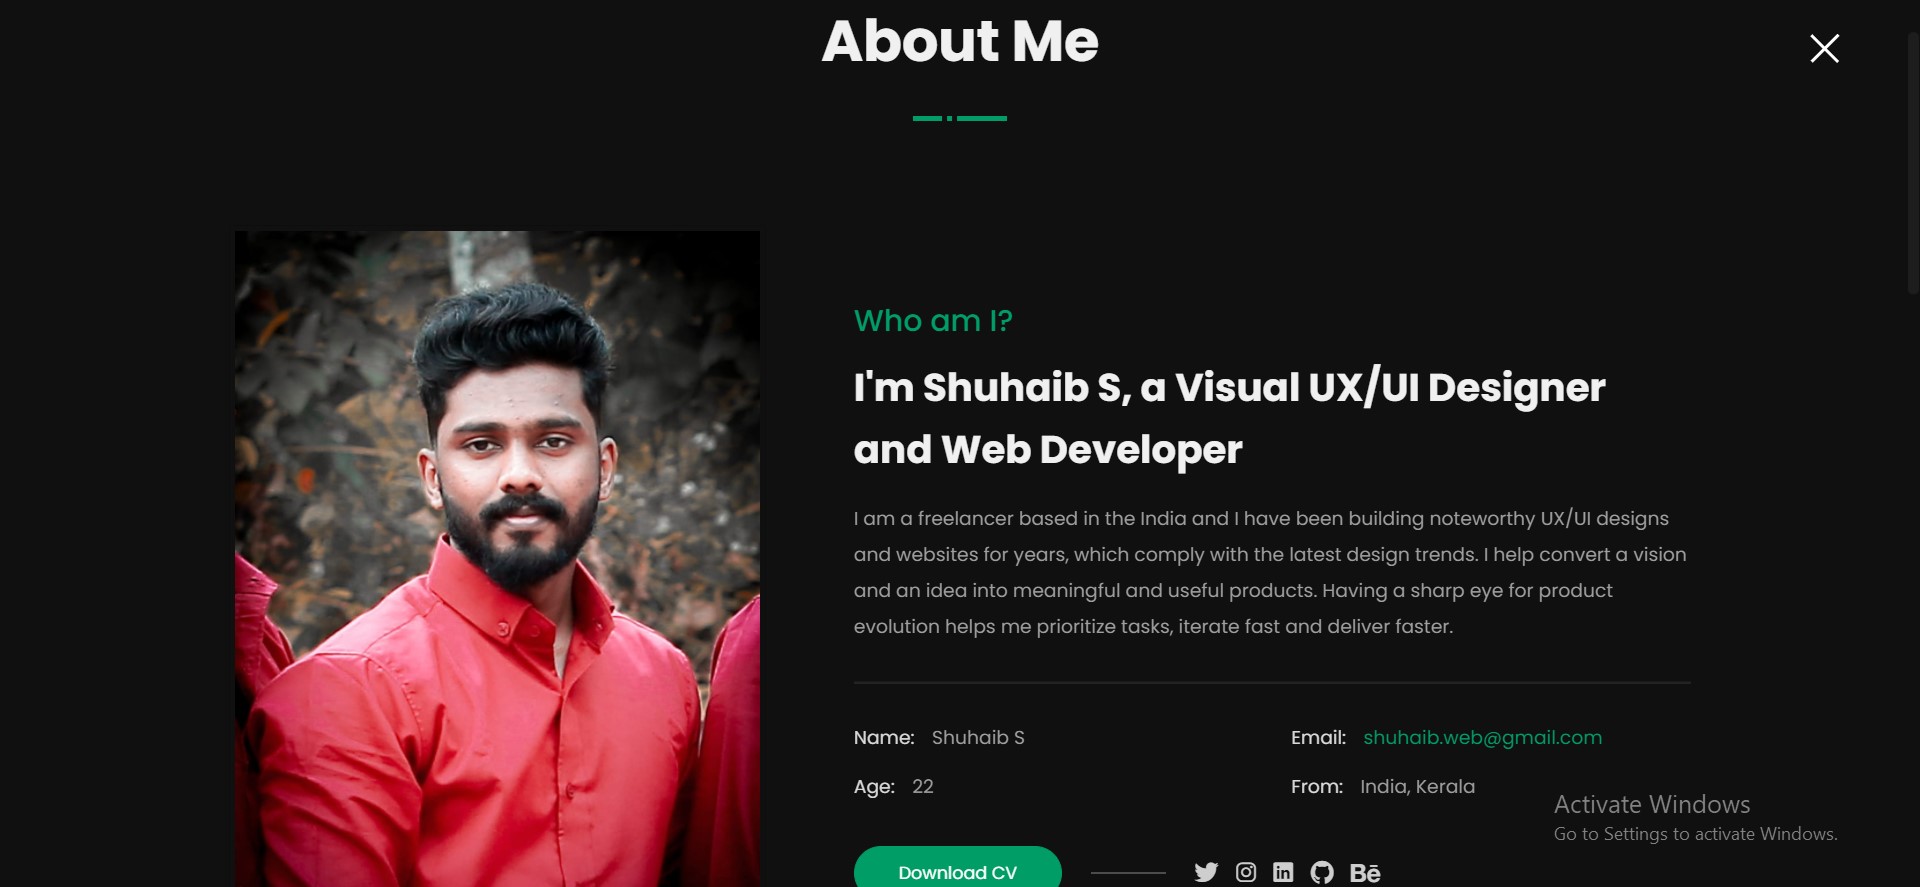 About Me
Who am I?
I'm Shuhaib S, a Visual UX/UI Designer
and Web Developer
I am a freelancer based in the India and I have been building noteworthy UX/UI designs
and websites for years, which comply with the latest design trends. I help convert a vision
and an idea into meaningful and useful products. Having a sharp eye for product
evolution helps me prioritize tasks, iterate fast and deliver faster.
Name: Shuhaib S Email: shuhaib.web@gmail.com
Age: 22 From: India, Kerala
Activate Windows
Go to Settings to activate Windows.
Download CV in Bē